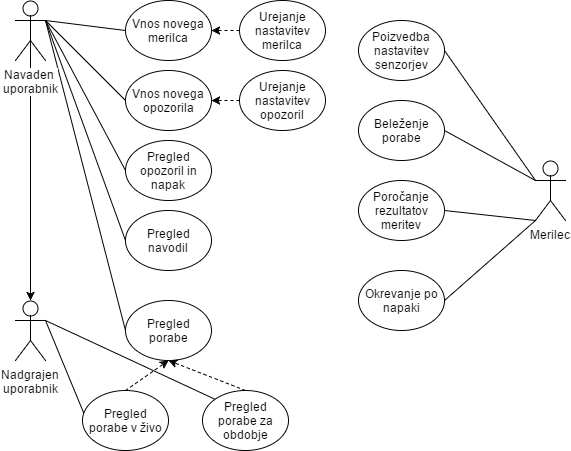 Navaden
uporabnik
Vnos novega
merilca
Urejanje
nastavitev
merilca
Vnos novega
opozorila
Urejanje
nastavitev
opozoril
Pregled
opozoril in
napak
Pregled
navodil
Pregled
porabe
Nadgrajen
uporabnik
Pregled
porabe v živo
Pregled
porabe za
obdobje
Poizvedba
nastavitev
senzorjev
Beleženje
porabe
Poročanje
rezultatov
meritev
Okrevanje po
napaki
Merilec